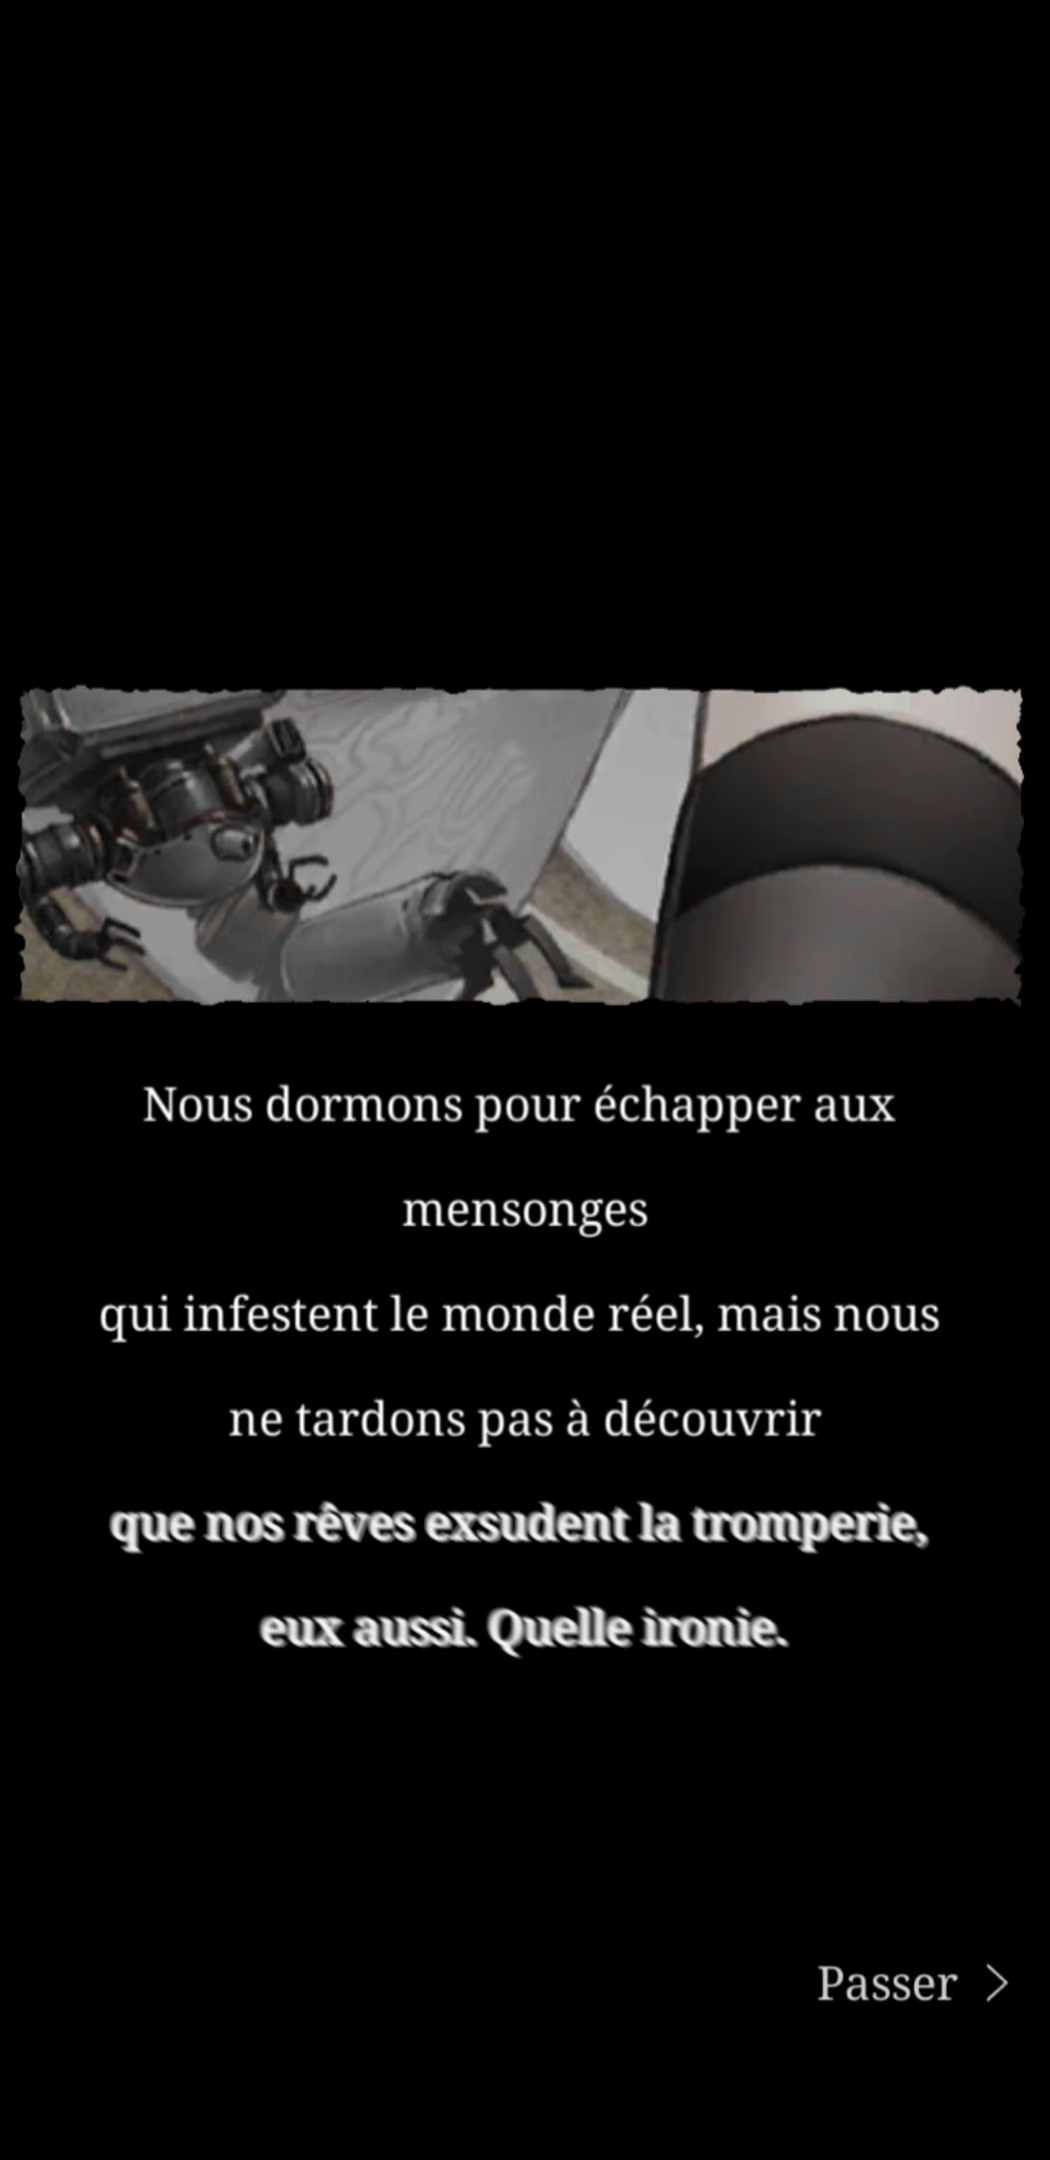 Nous dormons pour échapper aux
mensonges
qui infestent le monde réel, mais nous
ne tardons pas à découvrir
que nos rêves exsudent la tromperie,
eux aussi. Quelle ironie.
Passer >